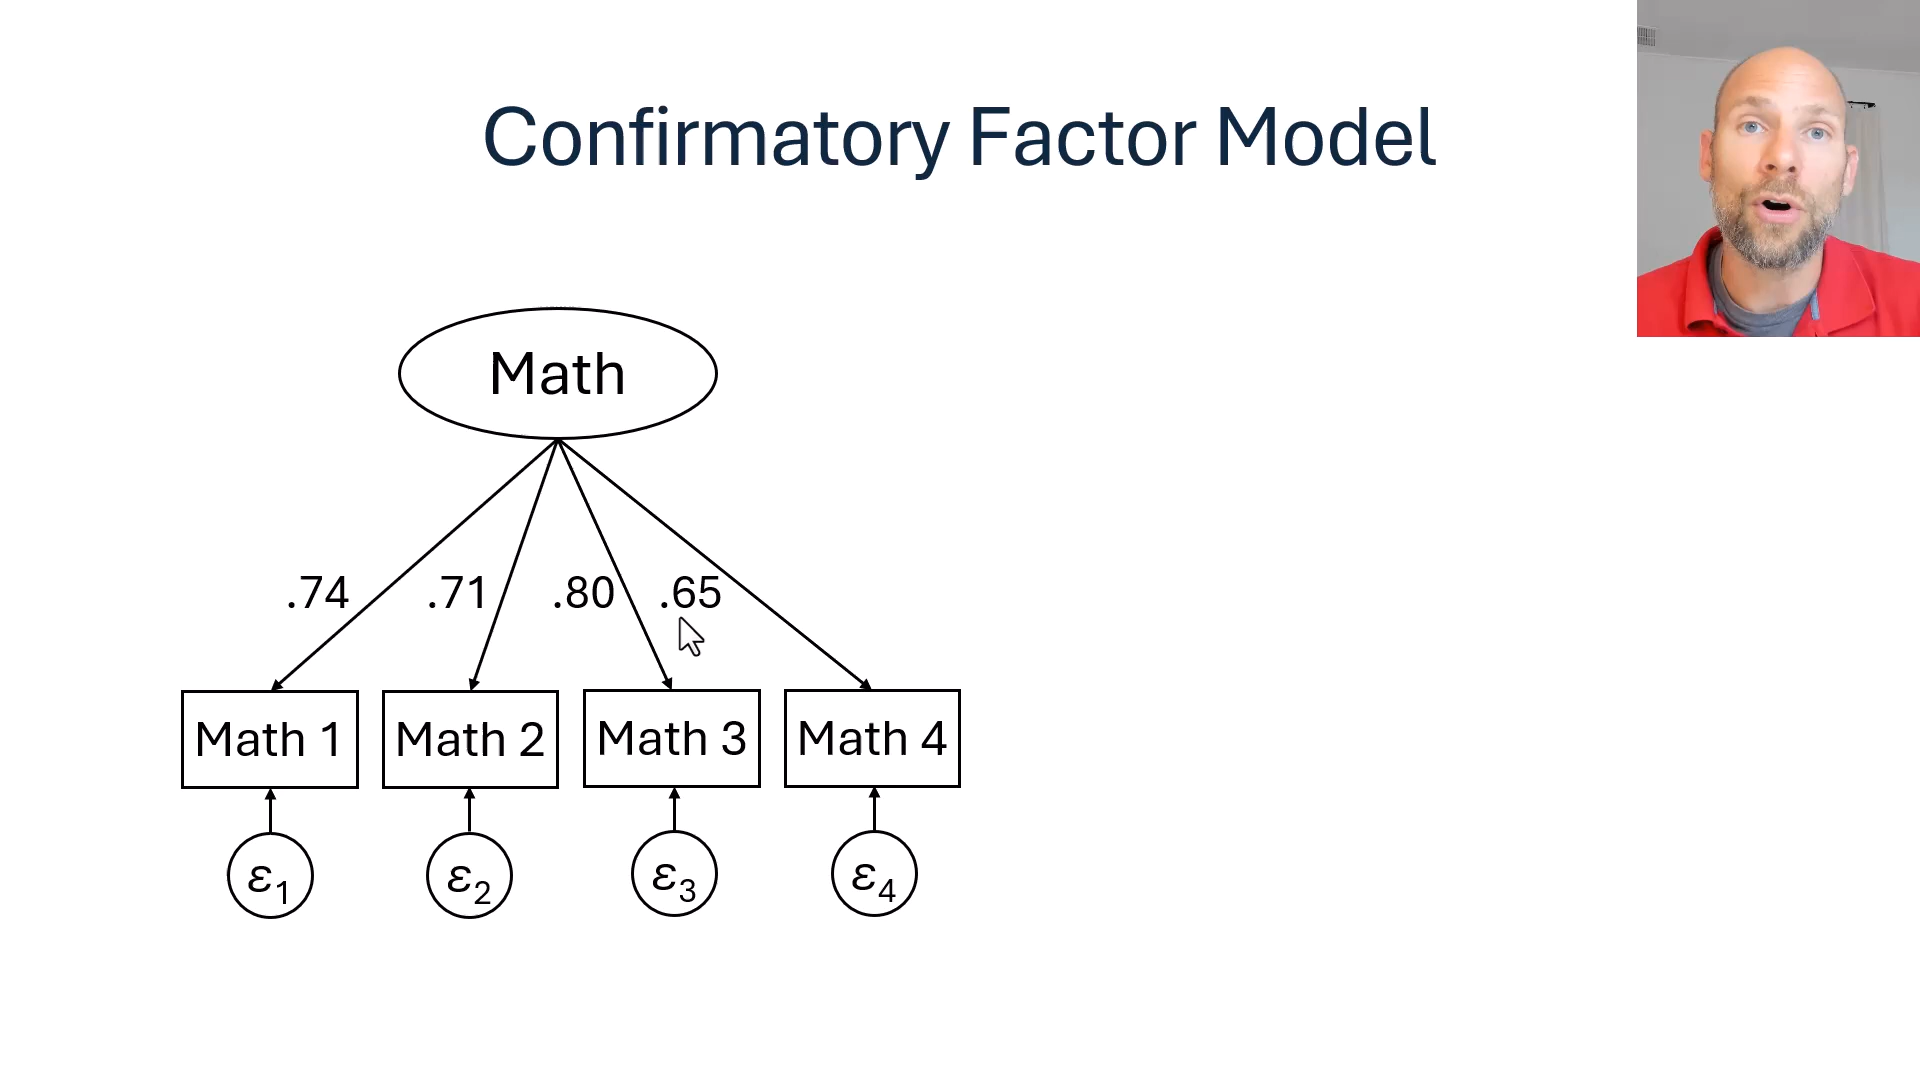 Confirmatory Factor Model
Math
.74 .71 .80 .65
Math 1 Math 2 Math 3 Math 4
ε1 ε2 ε3 ε4